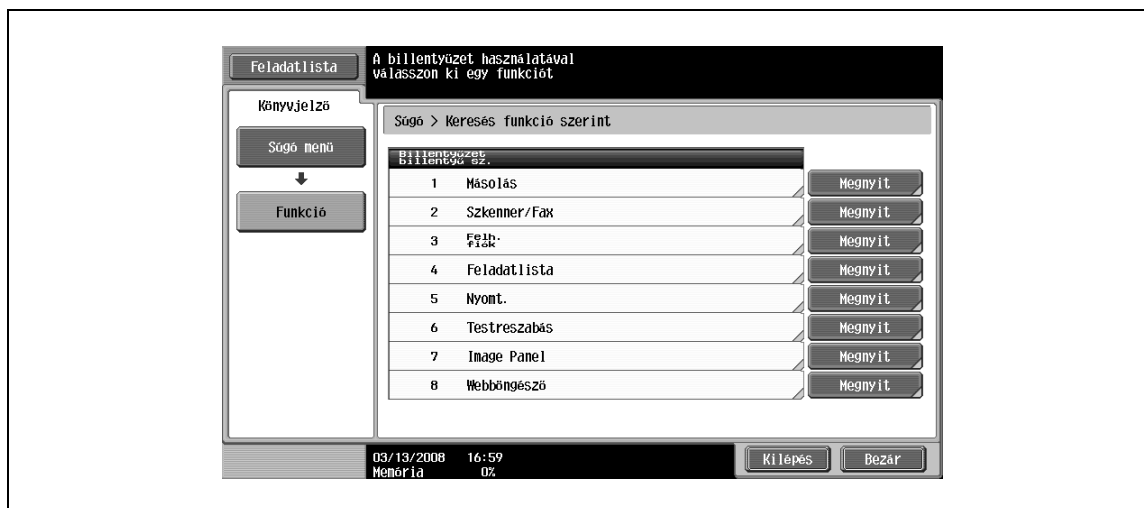 Feladatlista
A billentyűzet használatával
válasszon ki egy funkciót
Könyvjelző
Súgó menü
Funkció
Súgó > Keresés funkció szerint
Billentyűzet
billentyű sz.
1 Másolás Megnyit
2 Szkenner/Fax Megnyit
3 Felh. fiók Megnyit
4 Feladatlista Megnyit
5 Nyomt. Megnyit
6 Testreszabás Megnyit
7 Image Panel Megnyit
8 Webböngésző Megnyit
03/13/2008 16:59
Memória 0%
Kilépés Bezár